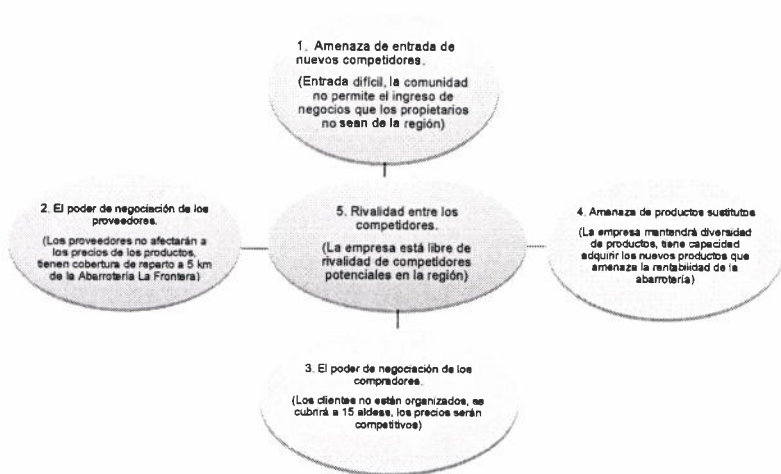 1. Amenaza de entrada de
nuevos competidores.
(Entrada difícil, la comunidad
no permite el ingreso de
negocios que los propietarios
no sean de la región)
2. El poder de negociación de los
proveedores.
(Los proveedores no afectarán a
los precios de los productos,
tienen cobertura de reparto a 5 km
de la Abarrotería La Frontera)
5. Rivalidad entre los
competidores.
(La empresa está libre de
rivalidad de competidores
potenciales en la región)
4. Amenaza de productos sustitutos
(La empresa mantendrá diversidad
de productos, tiene capacidad
adquirir los nuevos productos que
amenaza la rentabilidad de la
abarrotería)
3. El poder de negociación de los
compradores.
(Los clientes no están organizados, se
cubrirá a 15 aldeas, los precios serán
competitivos)